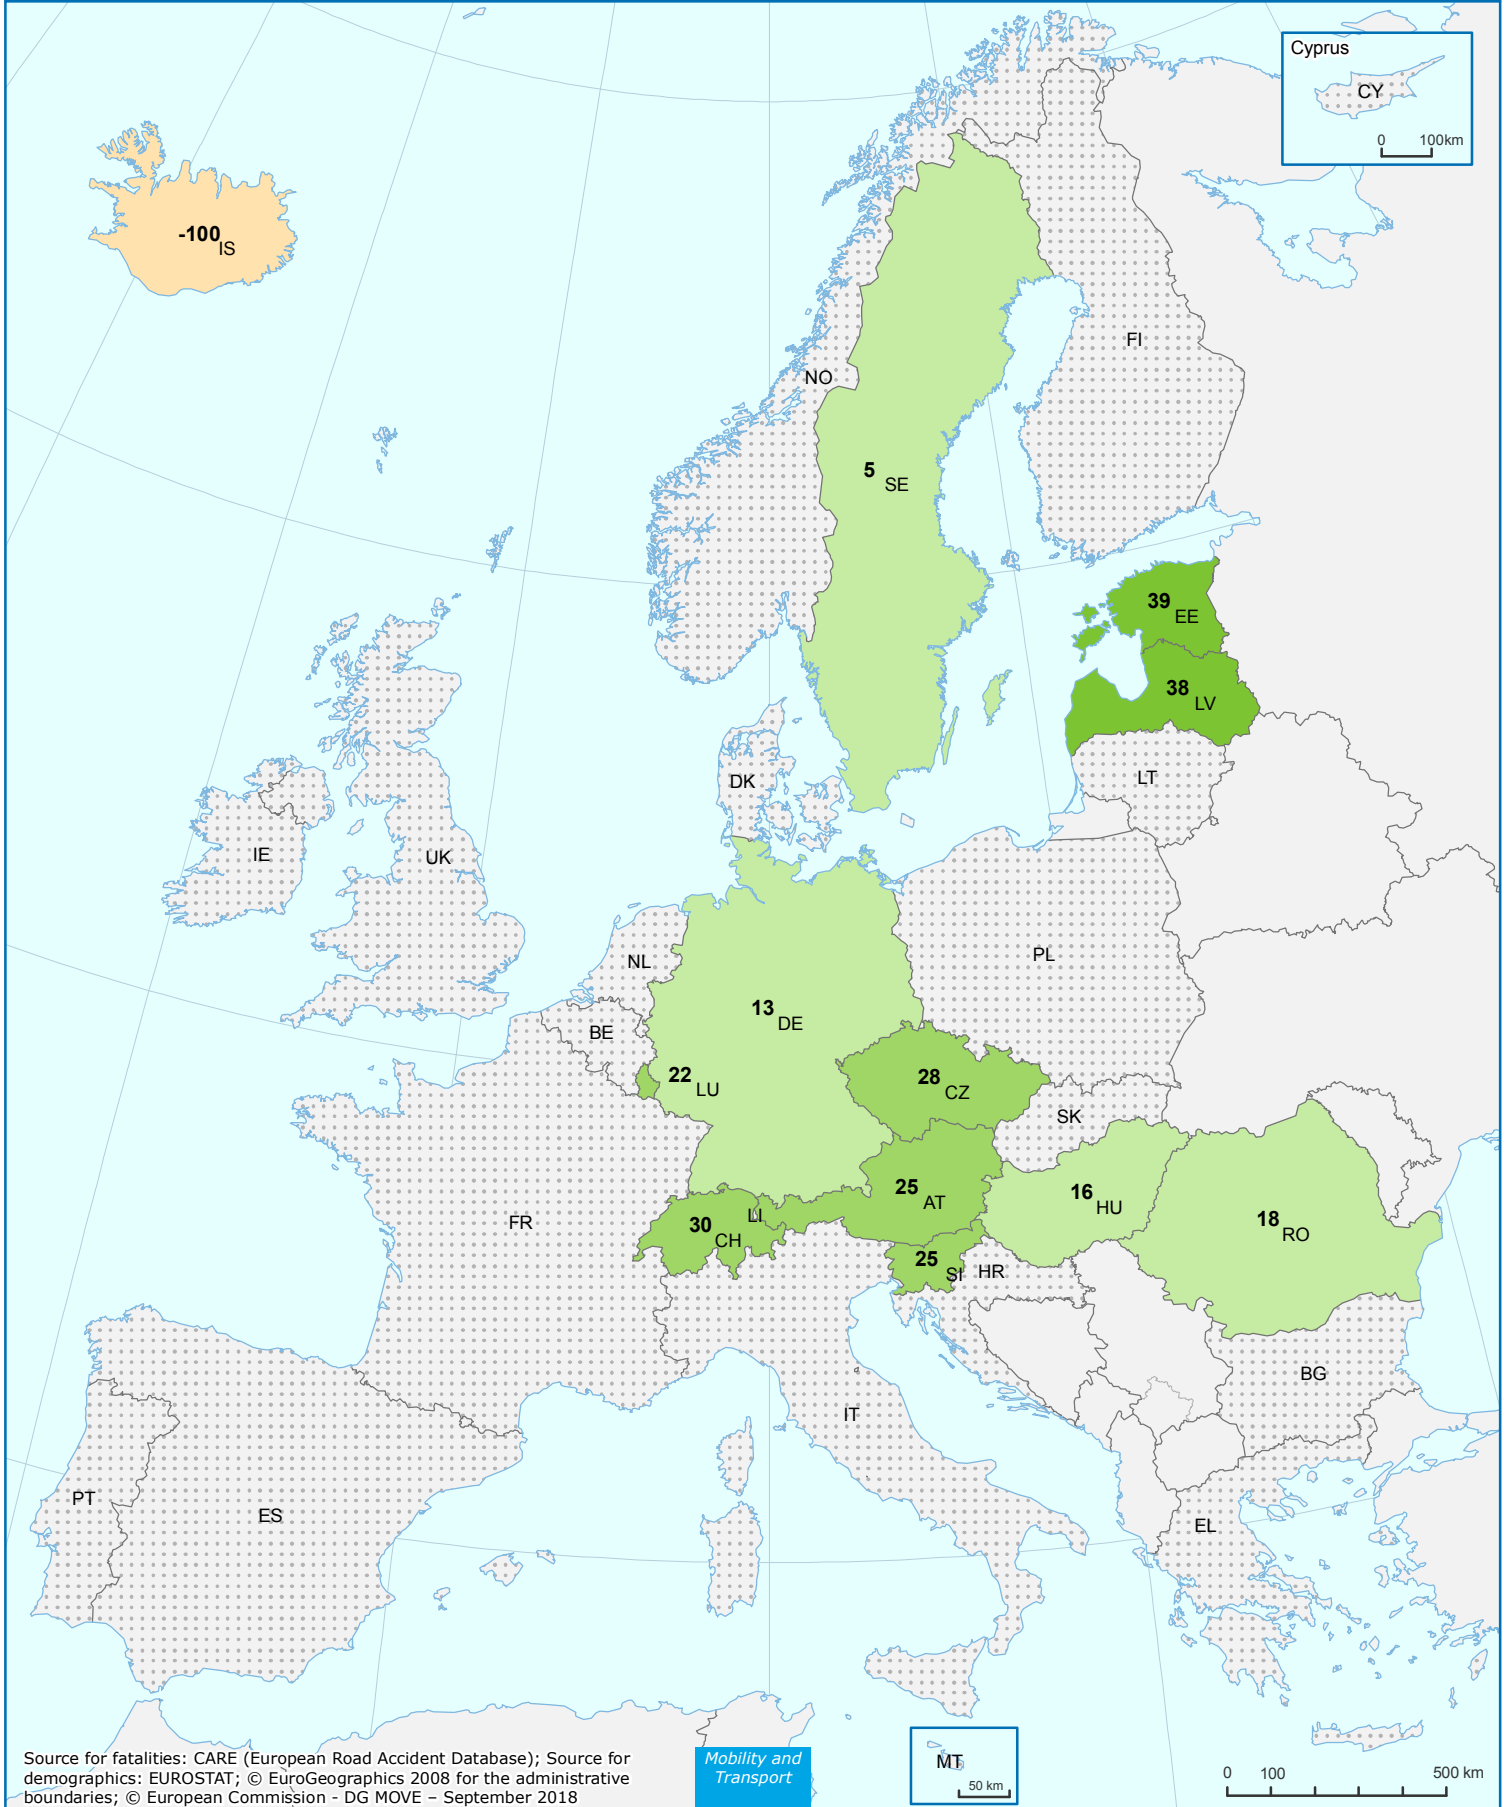 Cyprus
CY
0 100km
-100 IS
FI
NO
5 SE
39 EE
38 LV
LT
DK
IE
UK
NL
PL
13 DE
BE
22 LU
28 CZ
SK
25 AT
16 HU
18 RO
FR
30 CH
LI
25 SI
HR
BG
IT
PT
ES
EL
MT
50 km
Source for fatalities: CARE (European Road Accident Database); Source for
demographics: EUROSTAT; © EuroGeographics 2008 for the administrative
boundaries; © European Commission - DG MOVE – September 2018
Mobility and
Transport
0 100 500 km